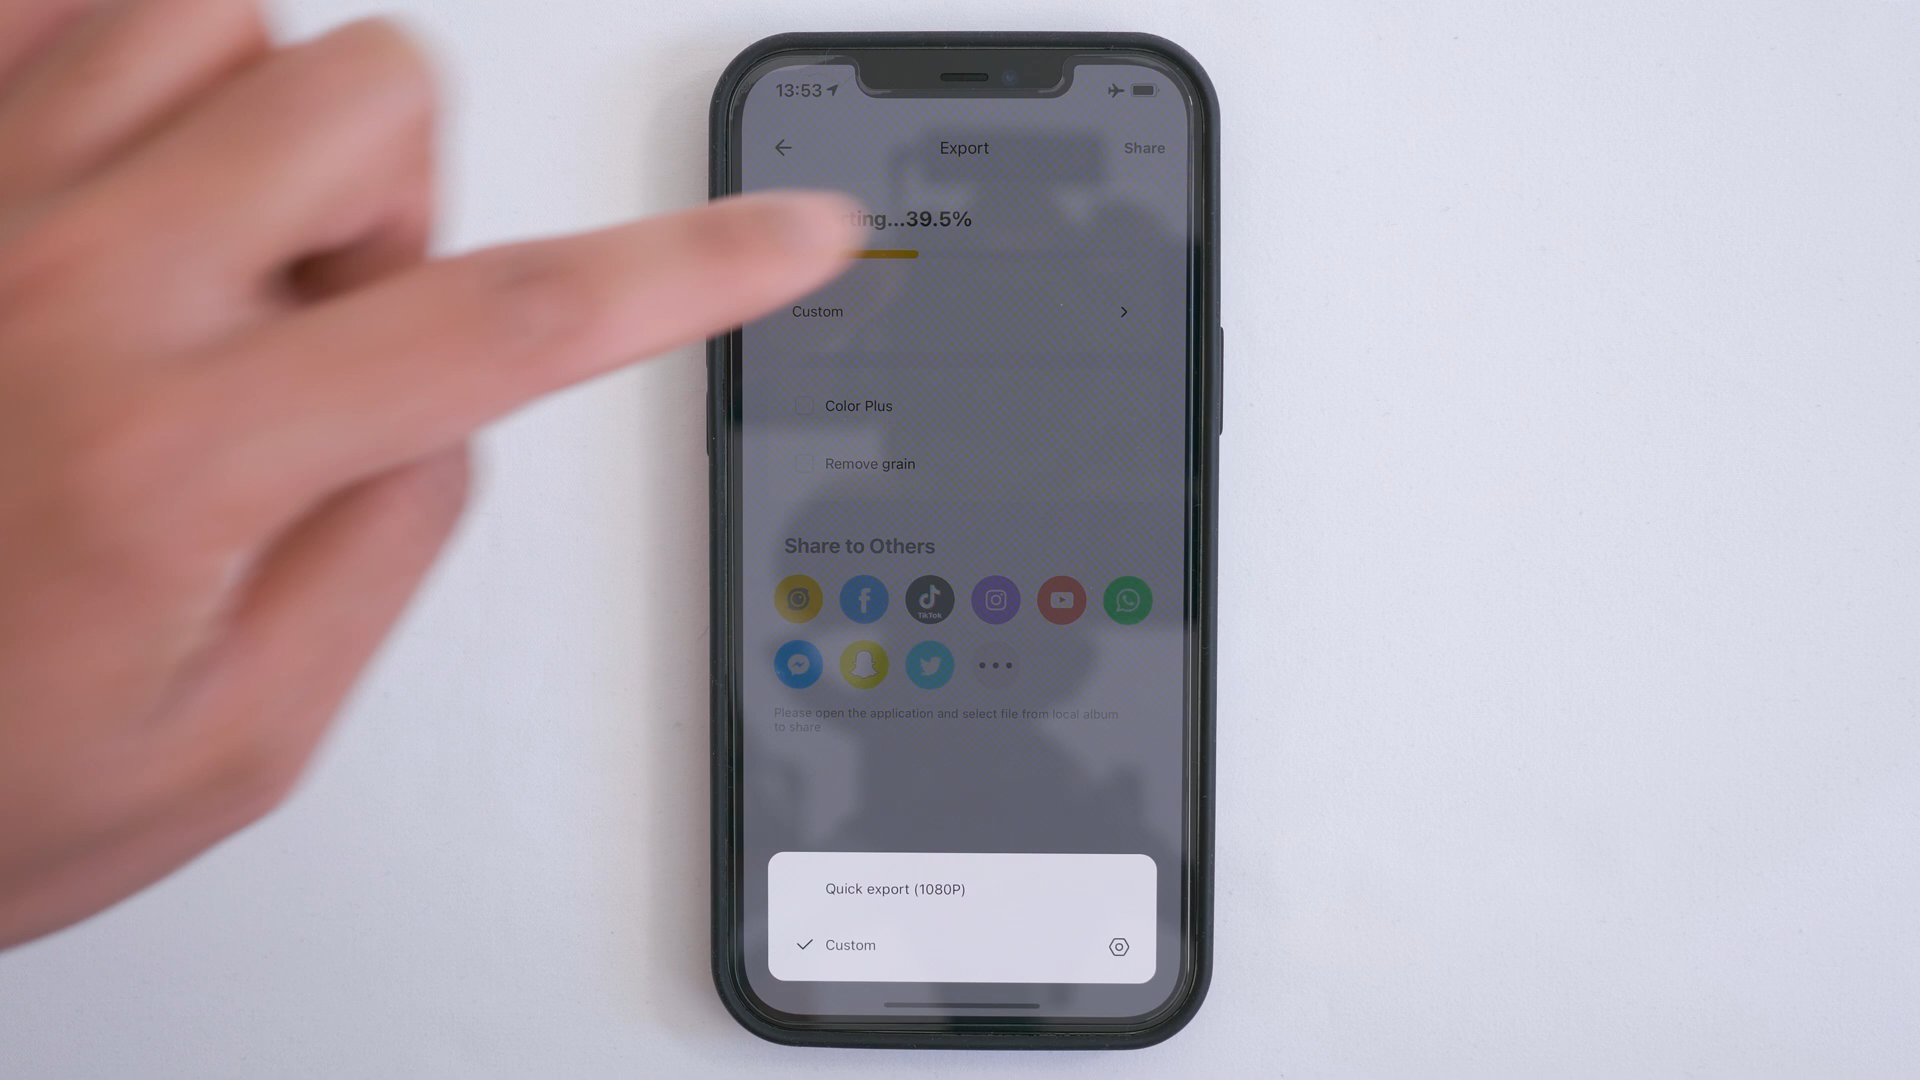 13:53
Export
Share
...39.5%
Custom
Color Plus
Remove grain
Share to Others
TikTok
Please open the application and select file from local album
to share
Quick export (1080P)
Custom